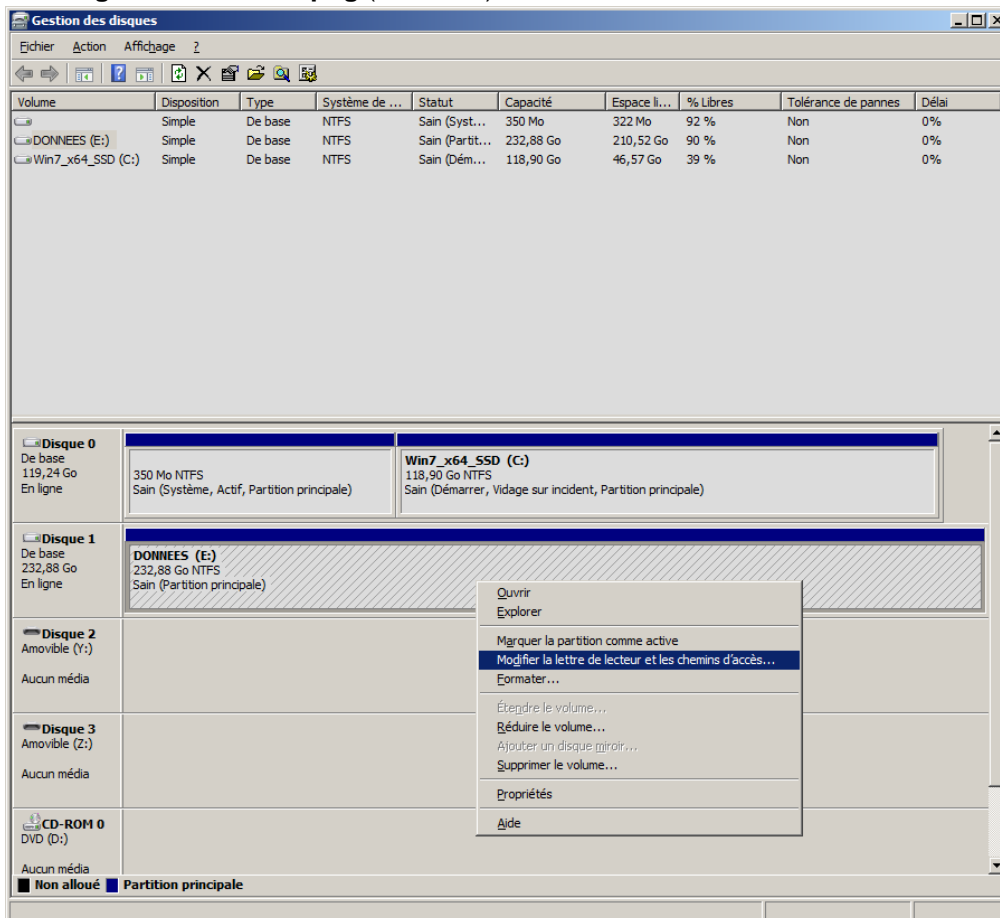 Gestion des disques
Fichier Action Affichage ?
Volume Disposition Type Système de ... Statut Capacité Espace li... % Libres Tolérance de pannes Délai
Simple De base NTFS Sain (Syst... 350 Mo 322 Mo 92 % Non 0%
DONNEES (E:) Simple De base NTFS Sain (Partit... 232,88 Go 210,52 Go 90 % Non 0%
Win7_x64_SSD (C:) Simple De base NTFS Sain (Dém... 118,90 Go 46,57 Go 39 % Non 0%
Disque 0
De base
119,24 Go
En ligne
350 Mo NTFS
Sain (Système, Actif, Partition principale)
Win7_x64_SSD (C:)
118,90 Go NTFS
Sain (Démarrer, Vidage sur incident, Partition principale)
Disque 1
De base
232,88 Go
En ligne
DONNEES (E:)
232,88 Go NTFS
Sain (Partition principale)
Ouvrir
Explorer
Marquer la partition comme active
Modifier la lettre de lecteur et les chemins d'accès...
Formater...
Étendre le volume...
Réduire le volume...
Ajouter un disque miroir...
Supprimer le volume...
Propriétés
Aide
Disque 2
Amovible (Y:)
Aucun média
Disque 3
Amovible (Z:)
Aucun média
CD-ROM 0
DVD (D:)
Aucun média
Non alloué Partition principale